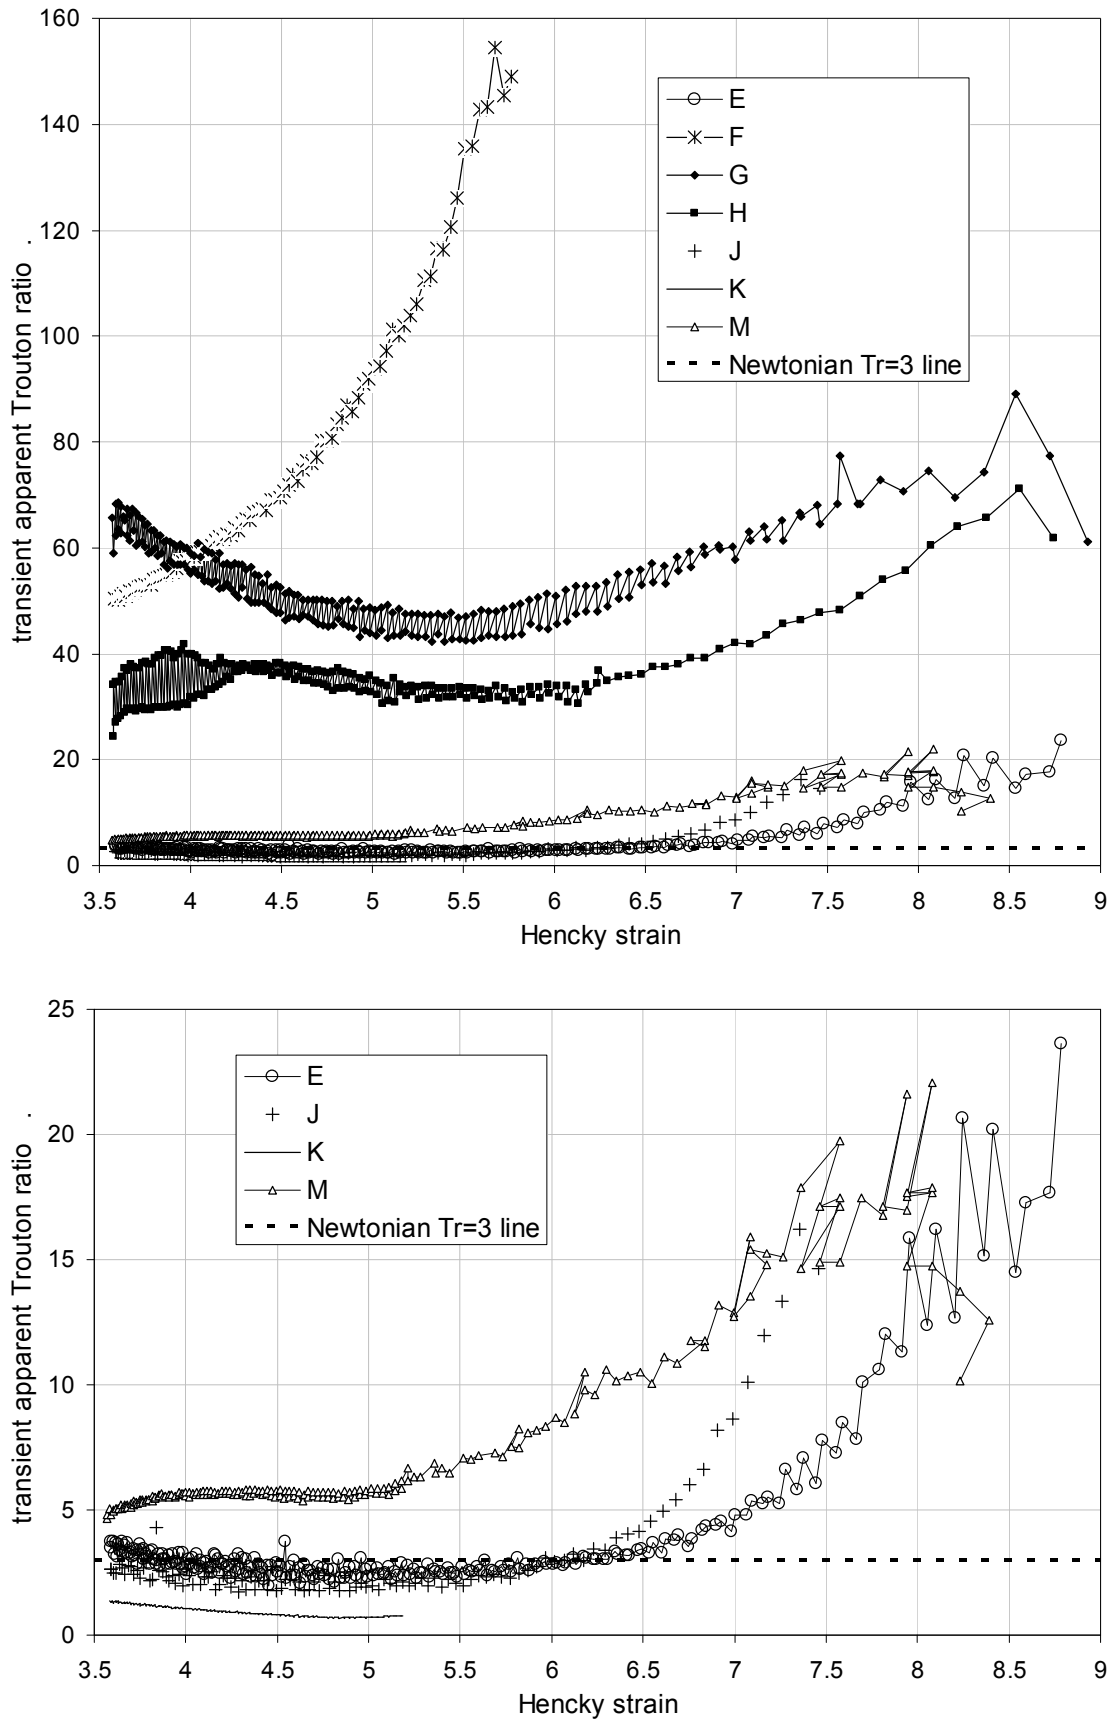 160
140
120
100
80
60
40
20
0
transient apparent Trouton ratio .
E
F
G
H
J
K
M
Newtonian Tr=3 line
3.5 4 4.5 5 5.5 6 6.5 7 7.5 8 8.5 9
Hencky strain
25
20
15
10
5
0
transient apparent Trouton ratio .
E
J
K
M
Newtonian Tr=3 line
3.5 4 4.5 5 5.5 6 6.5 7 7.5 8 8.5 9
Hencky strain